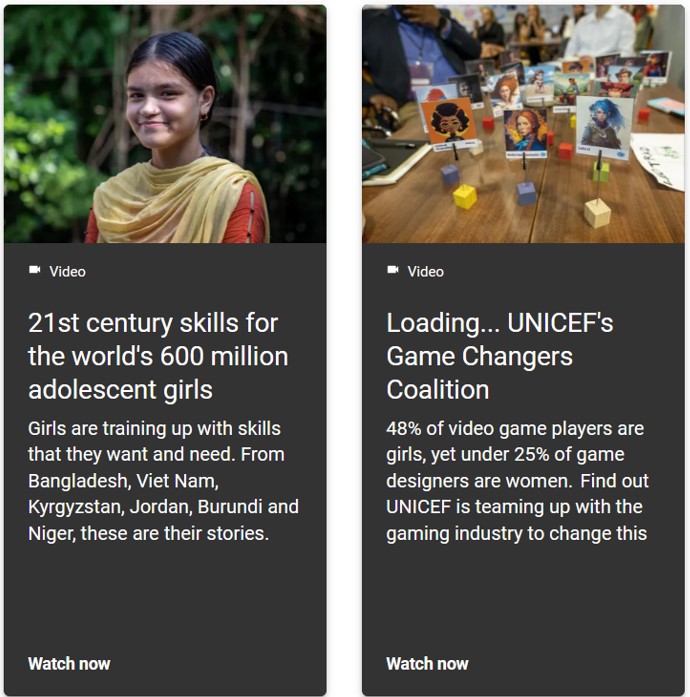 Video
21st century skills for
the world's 600 million
adolescent girls
Girls are training up with skills
that they want and need. From
Bangladesh, Viet Nam,
Kyrgyzstan, Jordan, Burundi and
Niger, these are their stories.
Watch now
Video
Loading... UNICEF's
Game Changers
Coalition
48% of video game players are
girls, yet under 25% of game
designers are women. Find out
UNICEF is teaming up with the
gaming industry to change this
Watch now